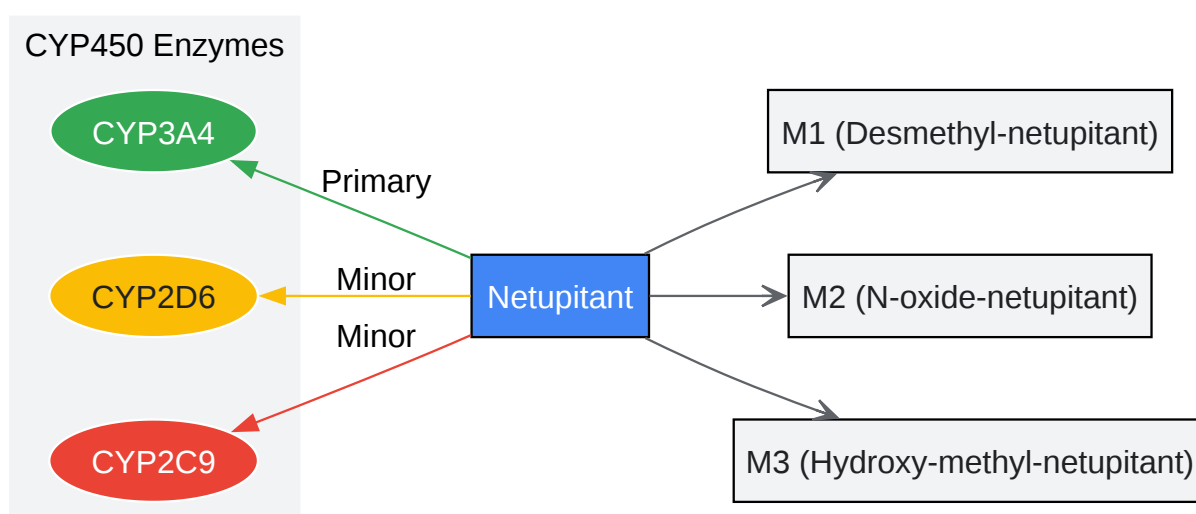 CYP450 Enzymes
CYP3A4
Primary
M1 (Desmethyl-netupitant)
CYP2D6
Minor
Netupitant
M2 (N-oxide-netupitant)
Minor
CYP2C9
M3 (Hydroxy-methyl-netupitant)